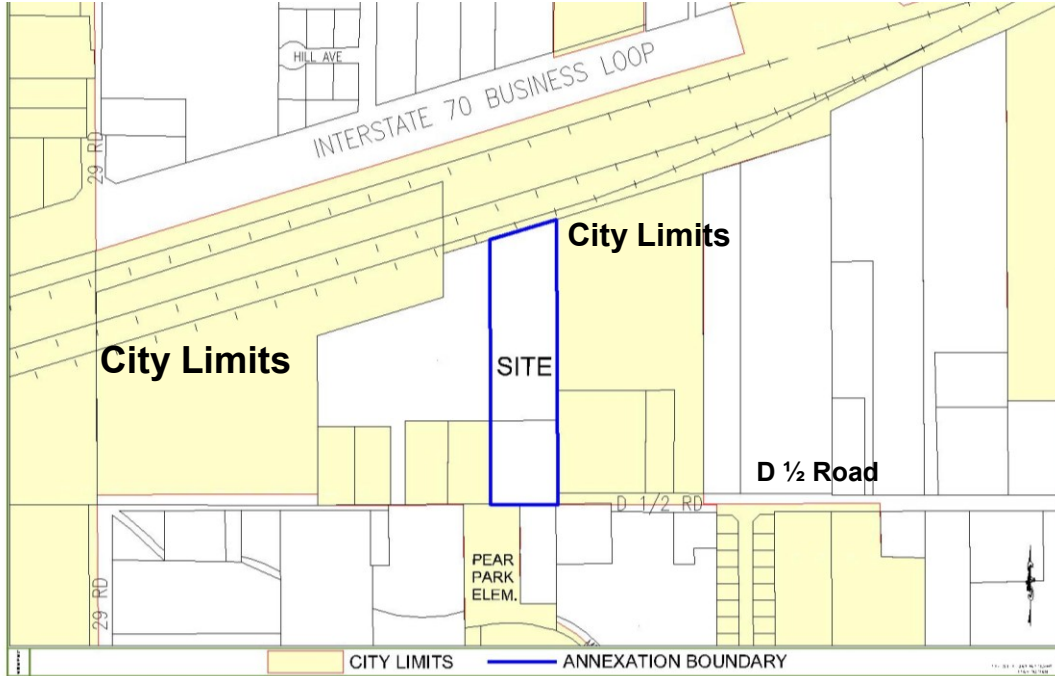 HILL AVE
INTERSTATE 70 BUSINESS LOOP
29 RD
City Limits
City Limits
SITE
D ½ Road
D 1/2 RD
PEAR
PARK
ELEM.
29 RD
CITY LIMITS
ANNEXATION BOUNDARY